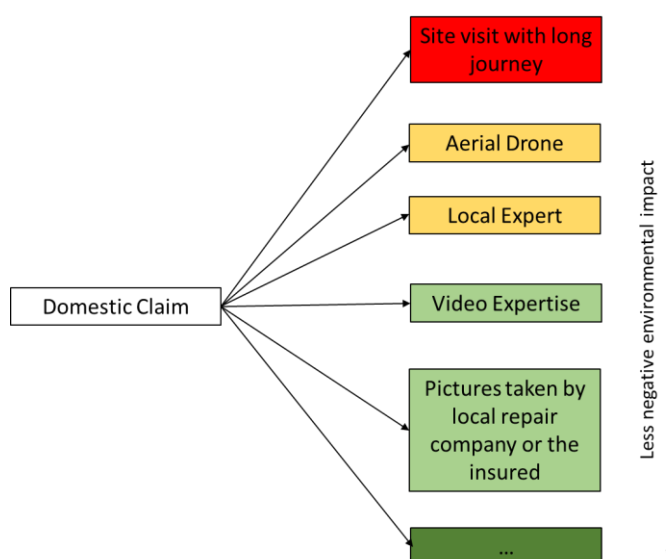 Site visit with long
journey
Aerial Drone
Local Expert
Domestic Claim
Video Expertise
Pictures taken by
local repair
company or the
insured
...
Less negative environmental impact